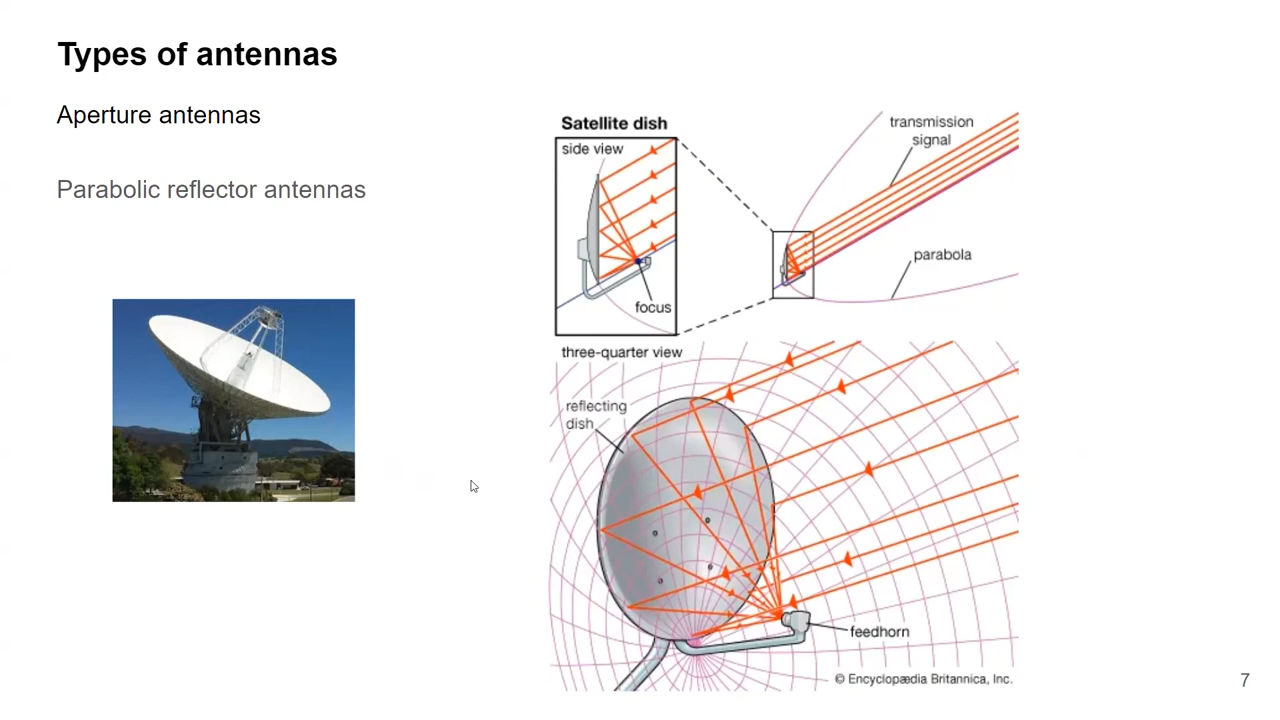 Types of antennas
Aperture antennas
Parabolic reflector antennas
Satellite dish
side view
focus
transmission
signal
parabola
three-quarter view
reflecting
dish
feedhorn
© Encyclopædia Britannica, Inc.
7